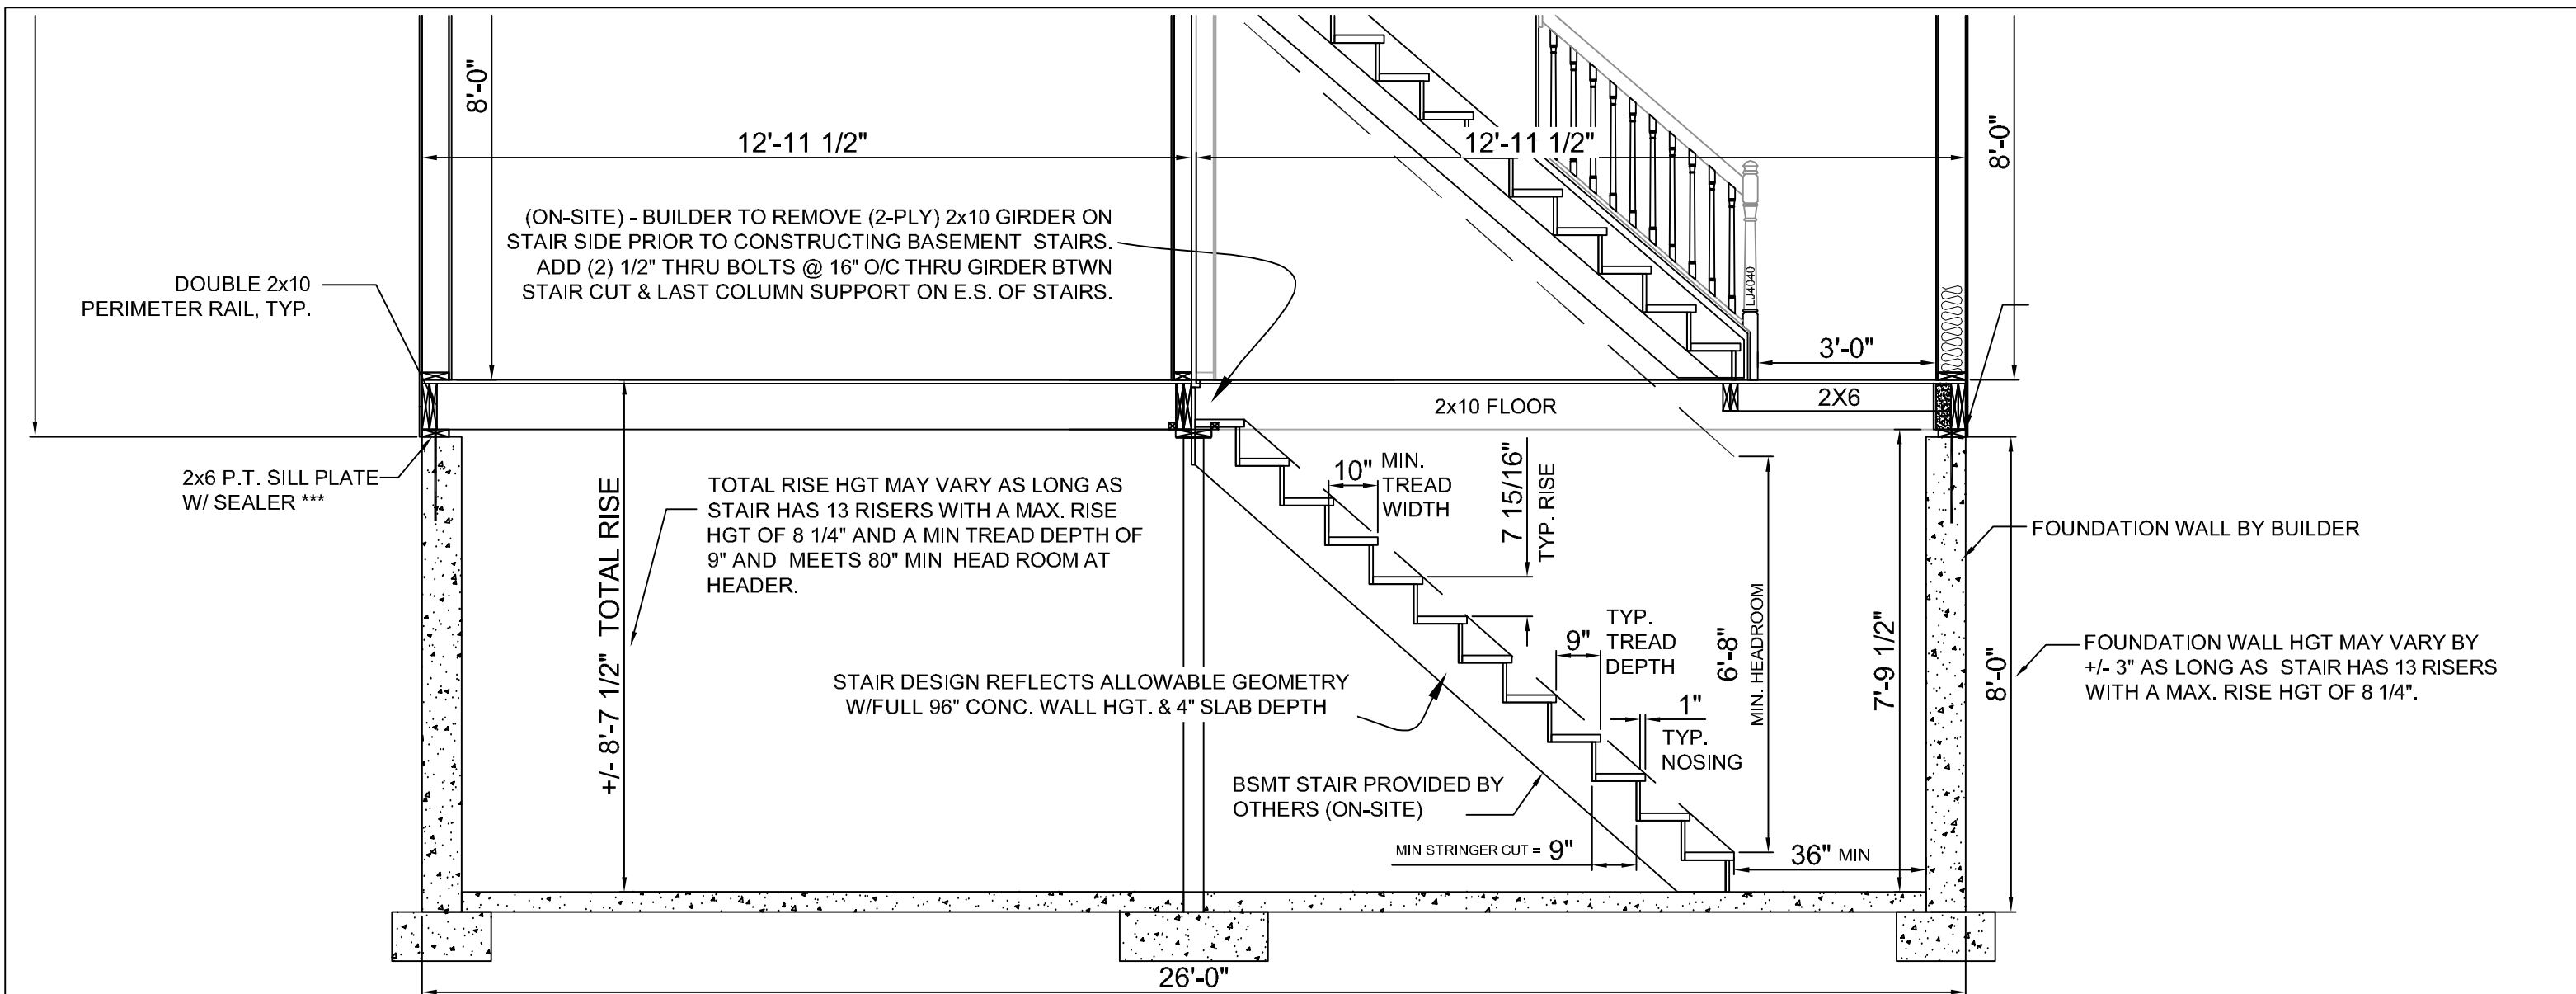 8'-0"
12'-11 1/2"
12'-11 1/2"
8'-0"
(ON-SITE) - BUILDER TO REMOVE (2-PLY) 2x10 GIRDER ON
STAIR SIDE PRIOR TO CONSTRUCTING BASEMENT STAIRS.
ADD (2) 1/2" THRU BOLTS @ 16" O/C THRU GIRDER BTWN
STAIR CUT & LAST COLUMN SUPPORT ON E.S. OF STAIRS.
DOUBLE 2x10
PERIMETER RAIL, TYP.
LJ4040
3'-0"
2x10 FLOOR
2X6
2x6 P.T. SILL PLATE
W/ SEALER ***
+/- 8'-7 1/2" TOTAL RISE
TOTAL RISE HGT MAY VARY AS LONG AS
STAIR HAS 13 RISERS WITH A MAX. RISE
HGT OF 8 1/4" AND A MIN TREAD DEPTH OF
9" AND MEETS 80" MIN HEAD ROOM AT
HEADER.
10"
MIN.
TREAD
WIDTH
7 15/16"
TYP. RISE
FOUNDATION WALL BY BUILDER
9"
TYP.
TREAD
DEPTH
6'-8"
MIN. HEADROOM
7'-9 1/2"
8'-0"
FOUNDATION WALL HGT MAY VARY BY
+/- 3" AS LONG AS STAIR HAS 13 RISERS
WITH A MAX. RISE HGT OF 8 1/4".
STAIR DESIGN REFLECTS ALLOWABLE GEOMETRY
W/FULL 96" CONC. WALL HGT. & 4" SLAB DEPTH
1"
TYP.
NOSING
BSMT STAIR PROVIDED BY
OTHERS (ON-SITE)
MIN STRINGER CUT = 9"
36" MIN
26'-0"